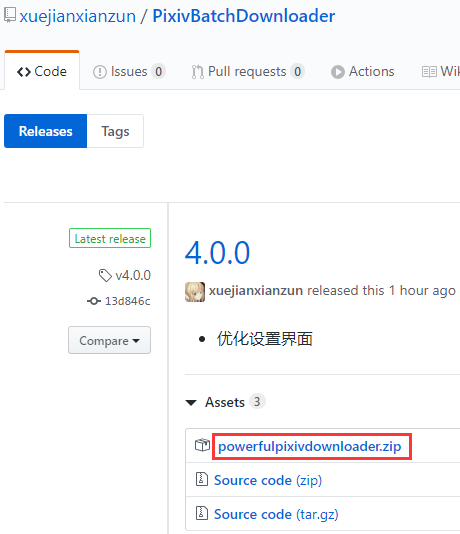 xuejianxianzun / PixivBatchDownloader
Code Issues 0 Pull requests 0 Actions
Releases Tags
Latest release
4.0.0
v4.0.0
xuejianxianzun released this 1 hour ago
13d846c
Compare
• 优化设置界面
Assets 3
powerfulpixivdownloader.zip
Source code (zip)
Source code (tar.gz)